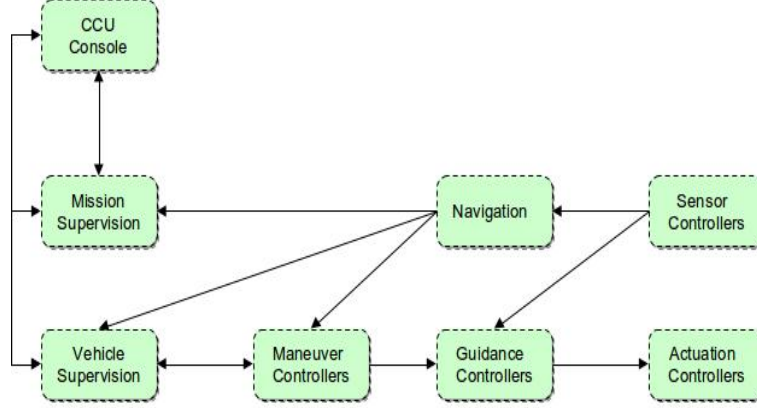 CCU
Console
Mission
Supervision
Navigation
Sensor
Controllers
Vehicle
Supervision
Maneuver
Controllers
Guidance
Controllers
Actuation
Controllers